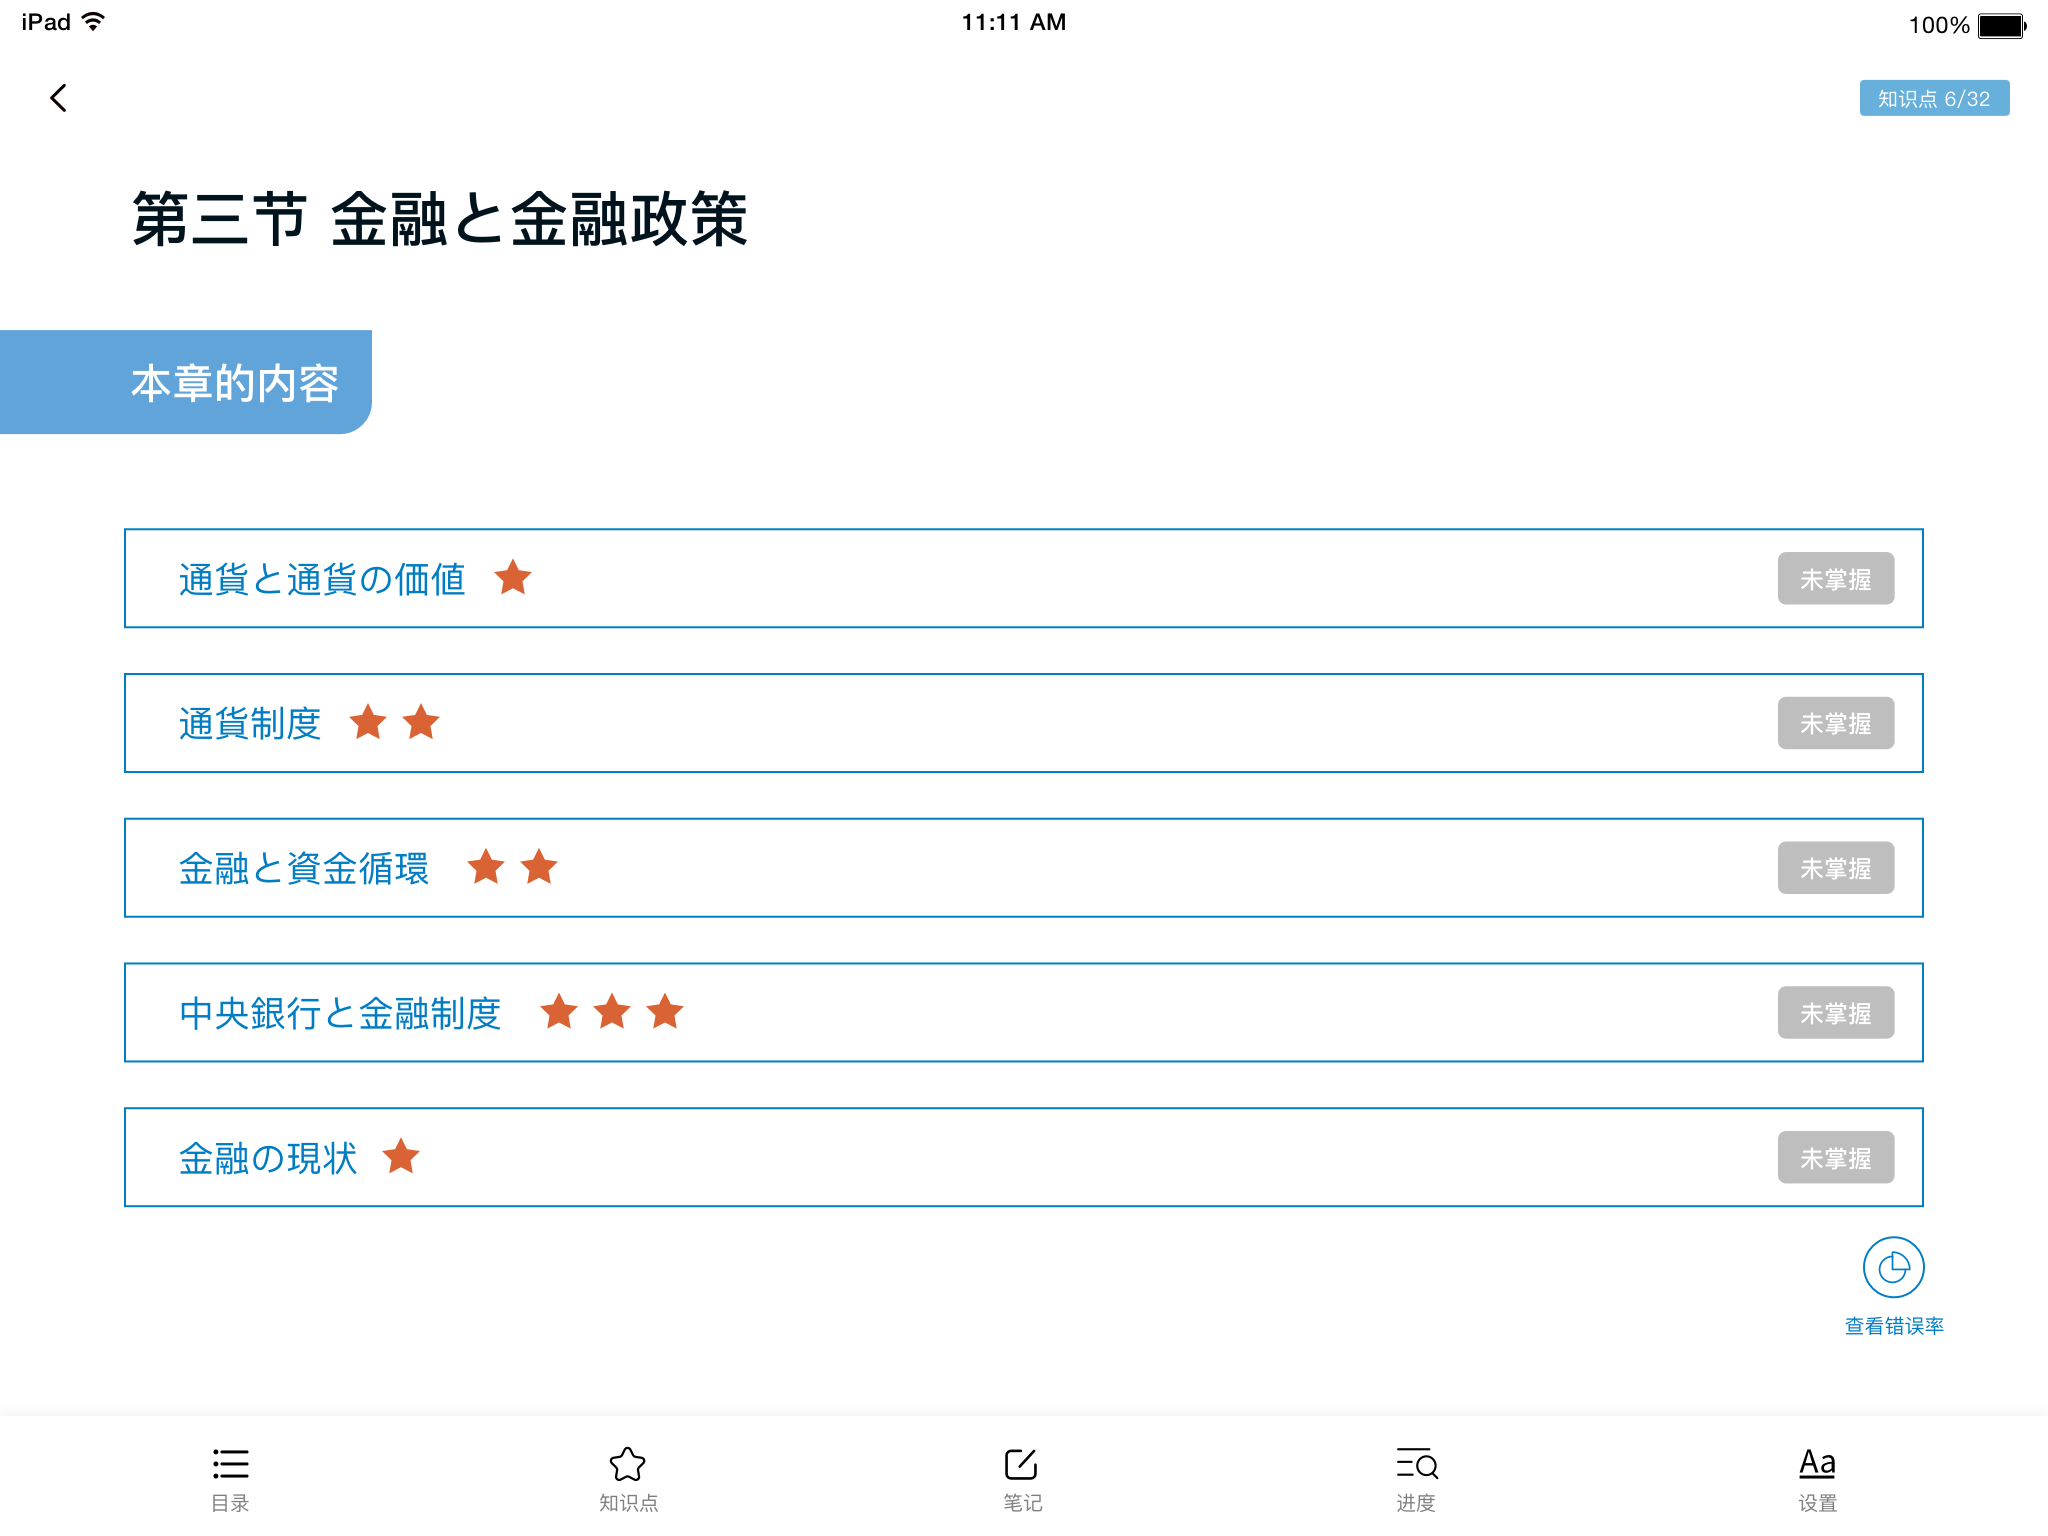 iPad
11:11 AM
100%
知识点 6/32
第三节 金融と金融政策
本章的内容
通貨と通貨の価値
未掌握
通貨制度
未掌握
金融と資金循環
未掌握
中央銀行と金融制度
未掌握
金融の現状
未掌握
查看错误率
目录
知识点
笔记
进度
Aa
设置